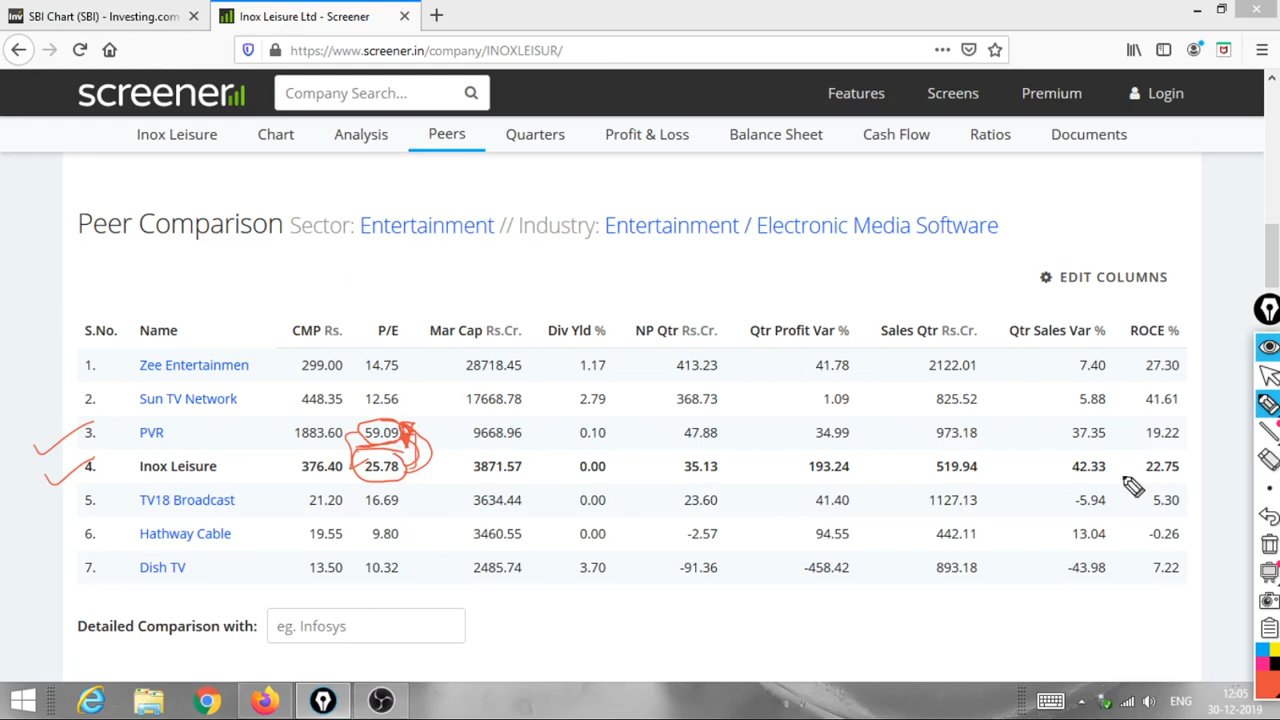 SBI Chart (SBI) - Investing.com
Inox Leisure Ltd - Screener
https://www.screener.in/company/INOXLEISUR/
screener
Company Search...
Features
Screens
Premium
Login
Inox Leisure
Chart
Analysis
Peers
Quarters
Profit & Loss
Balance Sheet
Cash Flow
Ratios
Documents
Peer Comparison Sector: Entertainment // Industry: Entertainment / Electronic Media Software
EDIT COLUMNS
S.No. Name CMP Rs. P/E Mar Cap Rs.Cr. Div Yld % NP Qtr Rs.Cr. Qtr Profit Var % Sales Qtr Rs.Cr. Qtr Sales Var % ROCE %
1. Zee Entertainmen 299.00 14.75 28718.45 1.17 413.23 41.78 2122.01 7.40 27.30
2. Sun TV Network 448.35 12.56 17668.78 2.79 368.73 1.09 825.52 5.88 41.61
3. PVR 1883.60 59.09 9668.96 0.10 47.88 34.99 973.18 37.35 19.22
4. Inox Leisure 376.40 25.78 3871.57 0.00 35.13 193.24 519.94 42.33 22.75
5. TV18 Broadcast 21.20 16.69 3634.44 0.00 23.60 41.40 1127.13 -5.94 5.30
6. Hathway Cable 19.55 9.80 3460.55 0.00 -2.57 94.55 442.11 13.04 -0.26
7. Dish TV 13.50 10.32 2485.74 3.70 -91.36 -458.42 893.18 -43.98 7.22
Detailed Comparison with: eg. Infosys
ENG
12:05
30-12-2019